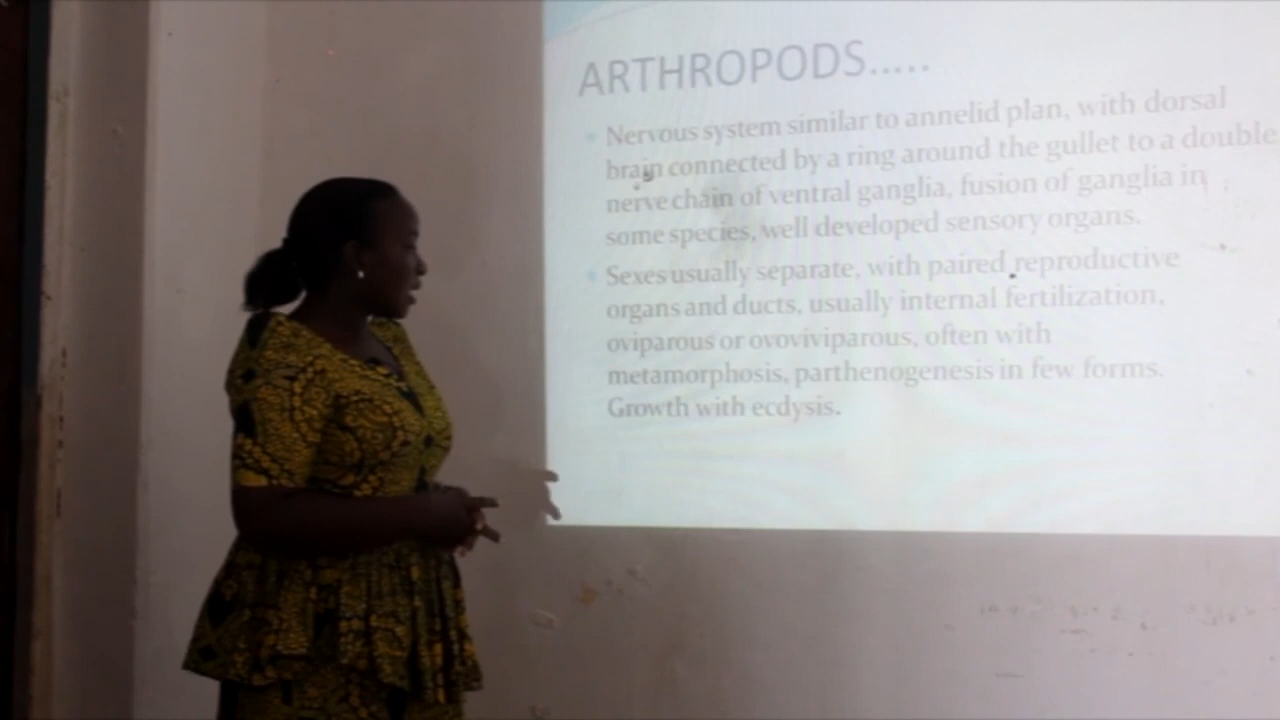 ARTHROPODS.....
Nervous system similar to annelid plan, with dorsal
brain connected by a ring around the gullet to a double
nerve chain of ventral ganglia, fusion of ganglia in
some species, well developed sensory organs.
Sexes usually separate, with paired reproductive
organs and ducts, usually internal fertilization,
oviparous or ovoviviparous, often with
metamorphosis, parthenogenesis in few forms.
Growth with ecdysis.